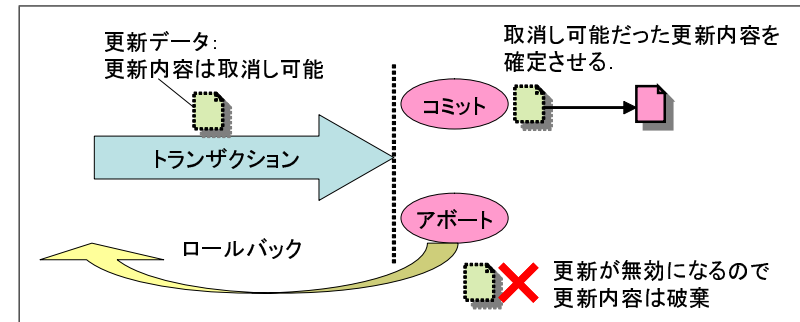 更新データ:
更新内容は取消し可能
取消し可能だった更新内容を
確定させる.
コミット
トランザクション
アボート
ロールバック
更新が無効になるので
更新内容は破棄